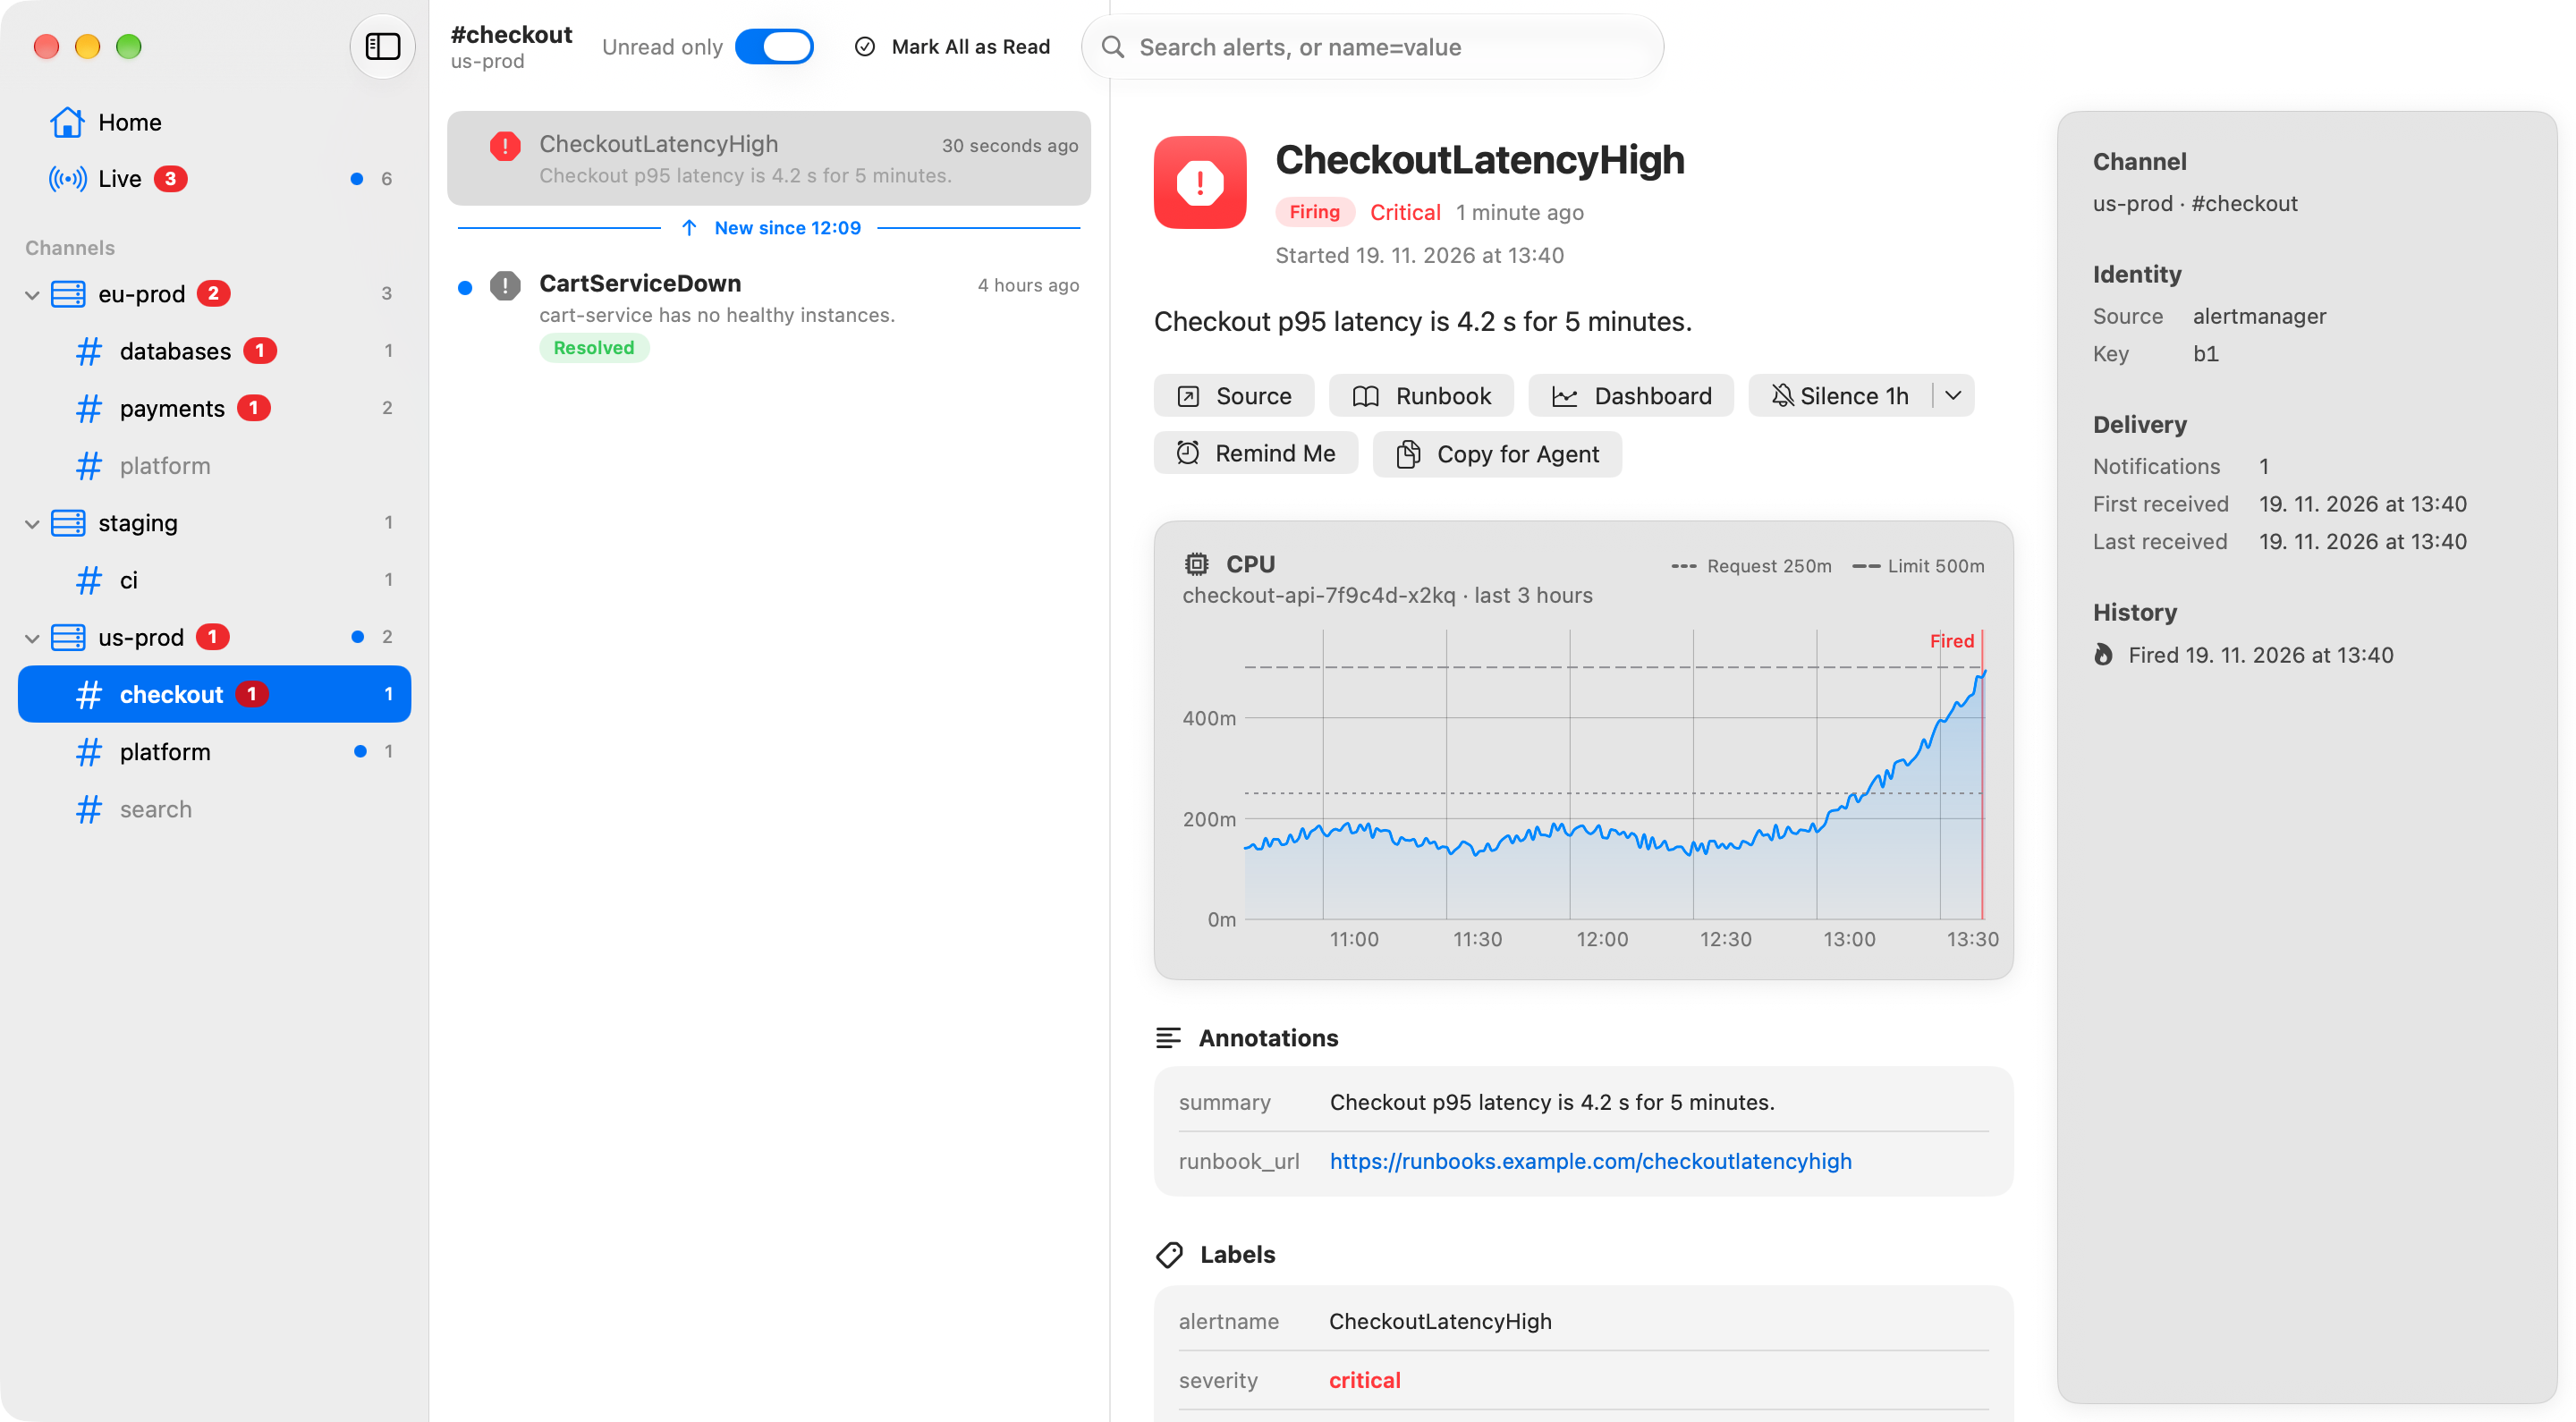 Home
Live 3 6
Channels
eu-prod 2 3
databases 1 1
payments 1 2
platform
staging 1
ci 1
us-prod 1 2
checkout 1 1
platform 1
search
#checkout
us-prod
Unread only
Mark All as Read
Search alerts, or name=value
CheckoutLatencyHigh 30 seconds ago
Checkout p95 latency is 4.2 s for 5 minutes.
↑ New since 12:09
CartServiceDown 4 hours ago
cart-service has no healthy instances.
Resolved
CheckoutLatencyHigh
Firing Critical 1 minute ago
Started 19. 11. 2026 at 13:40
Checkout p95 latency is 4.2 s for 5 minutes.
Source Runbook Dashboard Silence 1h
Remind Me Copy for Agent
CPU Request 250m Limit 500m
checkout-api-7f9c4d-x2kq · last 3 hours
Fired
400m
200m
0m
11:00 11:30 12:00 12:30 13:00 13:30
Annotations
summary Checkout p95 latency is 4.2 s for 5 minutes.
runbook_url https://runbooks.example.com/checkoutlatencyhigh
Labels
alertname CheckoutLatencyHigh
severity critical
Channel
us-prod · #checkout
Identity
Source alertmanager
Key b1
Delivery
Notifications 1
First received 19. 11. 2026 at 13:40
Last received 19. 11. 2026 at 13:40
History
Fired 19. 11. 2026 at 13:40